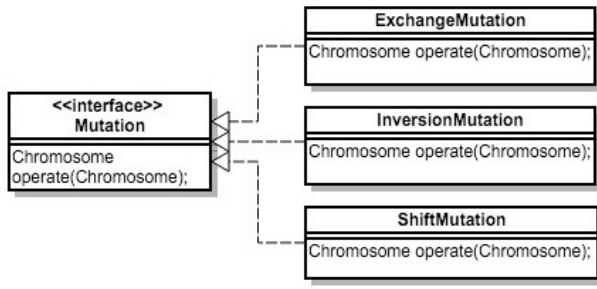 <<interface>>
Mutation
Chromosome
operate(Chromosome);
ExchangeMutation
Chromosome operate(Chromosome);
InversionMutation
Chromosome operate(Chromosome);
ShiftMutation
Chromosome operate(Chromosome);